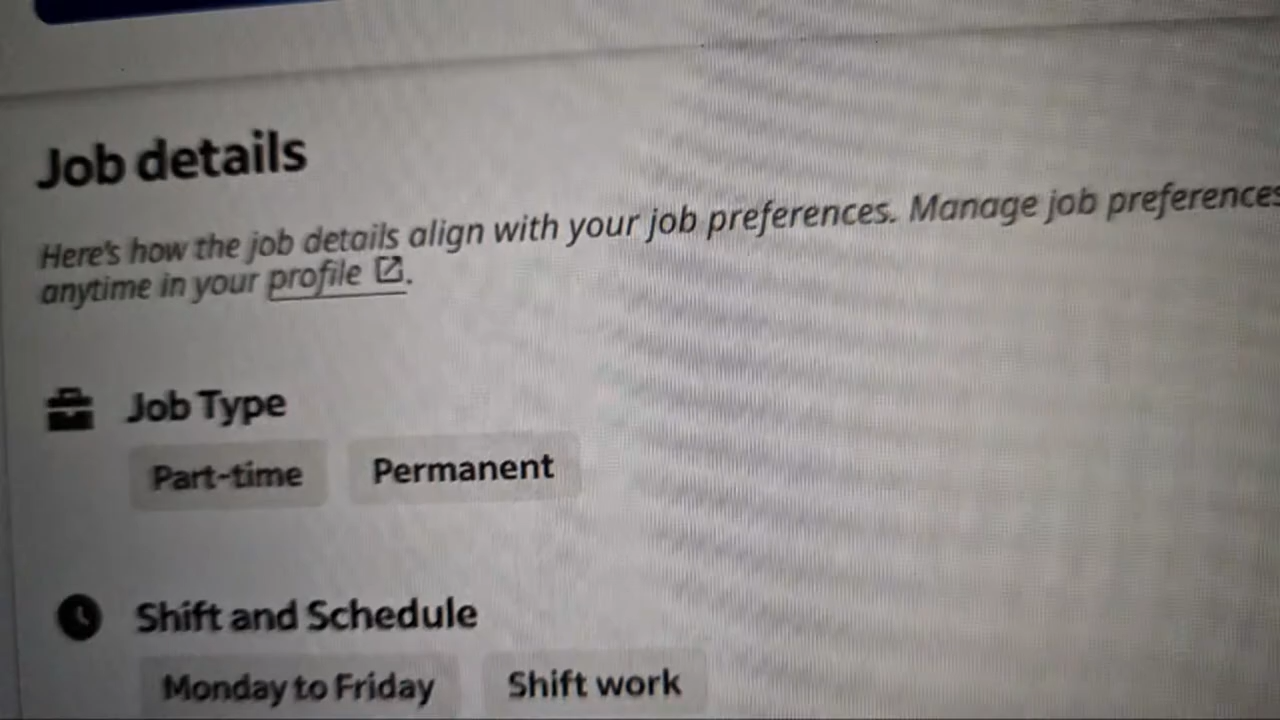 Job details
Here's how the job details align with your job preferences. Manage job preferences
anytime in your profile.
Job Type
Part-time Permanent
Shift and Schedule
Monday to Friday Shift work